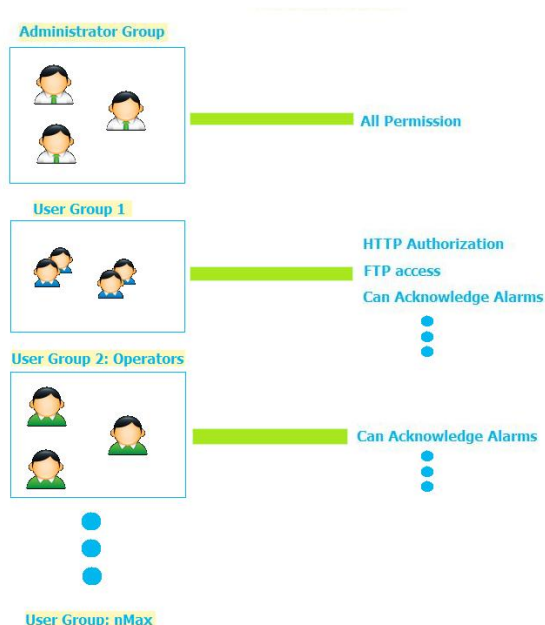 Administrator Group
All Permission
User Group 1
HTTP Authorization
FTP access
Can Acknowledge Alarms
User Group 2: Operators
Can Acknowledge Alarms
User Group: nMax